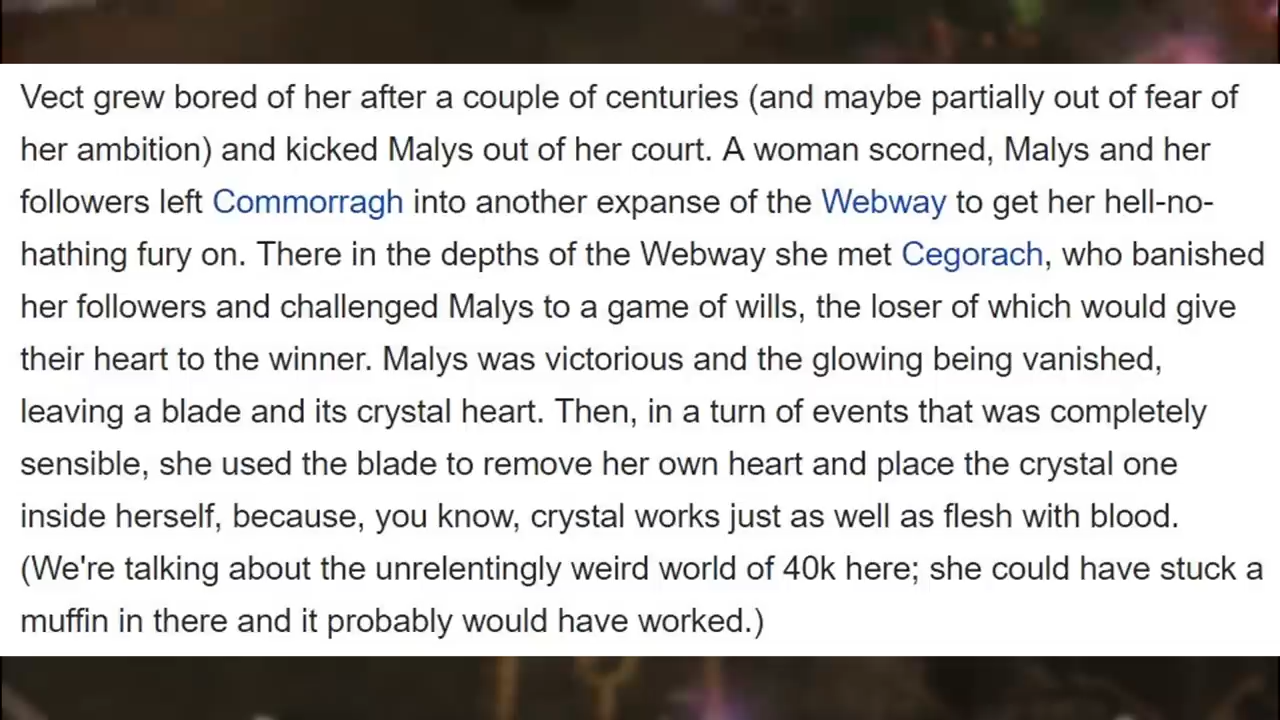 Vect grew bored of her after a couple of centuries (and maybe partially out of fear of
her ambition) and kicked Malys out of her court. A woman scorned, Malys and her
followers left Commorragh into another expanse of the Webway to get her hell-no-
hathing fury on. There in the depths of the Webway she met Cegorach, who banished
her followers and challenged Malys to a game of wills, the loser of which would give
their heart to the winner. Malys was victorious and the glowing being vanished,
leaving a blade and its crystal heart. Then, in a turn of events that was completely
sensible, she used the blade to remove her own heart and place the crystal one
inside herself, because, you know, crystal works just as well as flesh with blood.
(We're talking about the unrelentingly weird world of 40k here; she could have stuck a
muffin in there and it probably would have worked.)